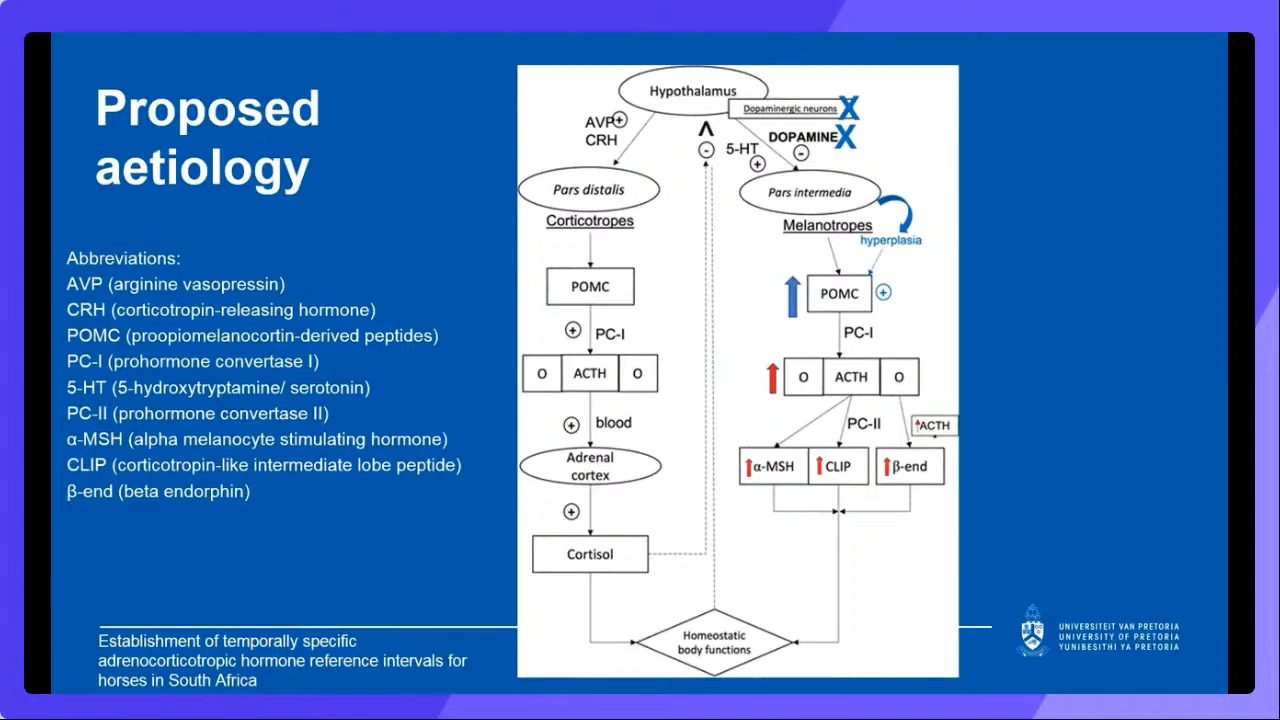 Proposed
aetiology
Abbreviations:
AVP (arginine vasopressin)
CRH (corticotropin-releasing hormone)
POMC (proopiomelanocortin-derived peptides)
PC-I (prohormone convertase I)
5-HT (5-hydroxytryptamine/ serotonin)
PC-II (prohormone convertase II)
α-MSH (alpha melanocyte stimulating hormone)
CLIP (corticotropin-like intermediate lobe peptide)
β-end (beta endorphin)
Hypothalamus
Dopaminergic neurons X
AVP +
CRH
-
5-HT
+
DOPAMINE X
-
Pars distalis
Corticotropes
POMC
+ PC-I
O ACTH O
+ blood
Adrenal
cortex
+
Cortisol
Pars intermedia
Melanotropes
hyperplasia
POMC +
PC-I
O ACTH O
PC-II
ACTH
α-MSH CLIP β-end
Homeostatic
body functions
Establishment of temporally specific
adrenocorticotropic hormone reference intervals for
horses in South Africa
UNIVERSITEIT VAN PRETORIA
UNIVERSITY OF PRETORIA
YUNIBESITHI YA PRETORIA